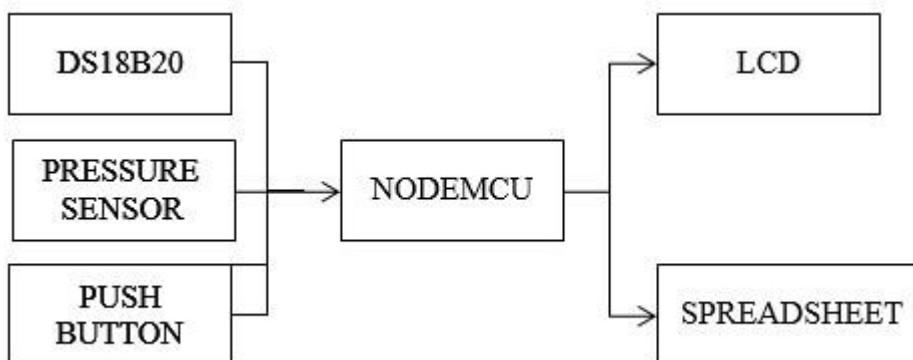 DS18B20
PRESSURE
SENSOR
PUSH
BUTTON
NODEMCU
LCD
SPREADSHEET